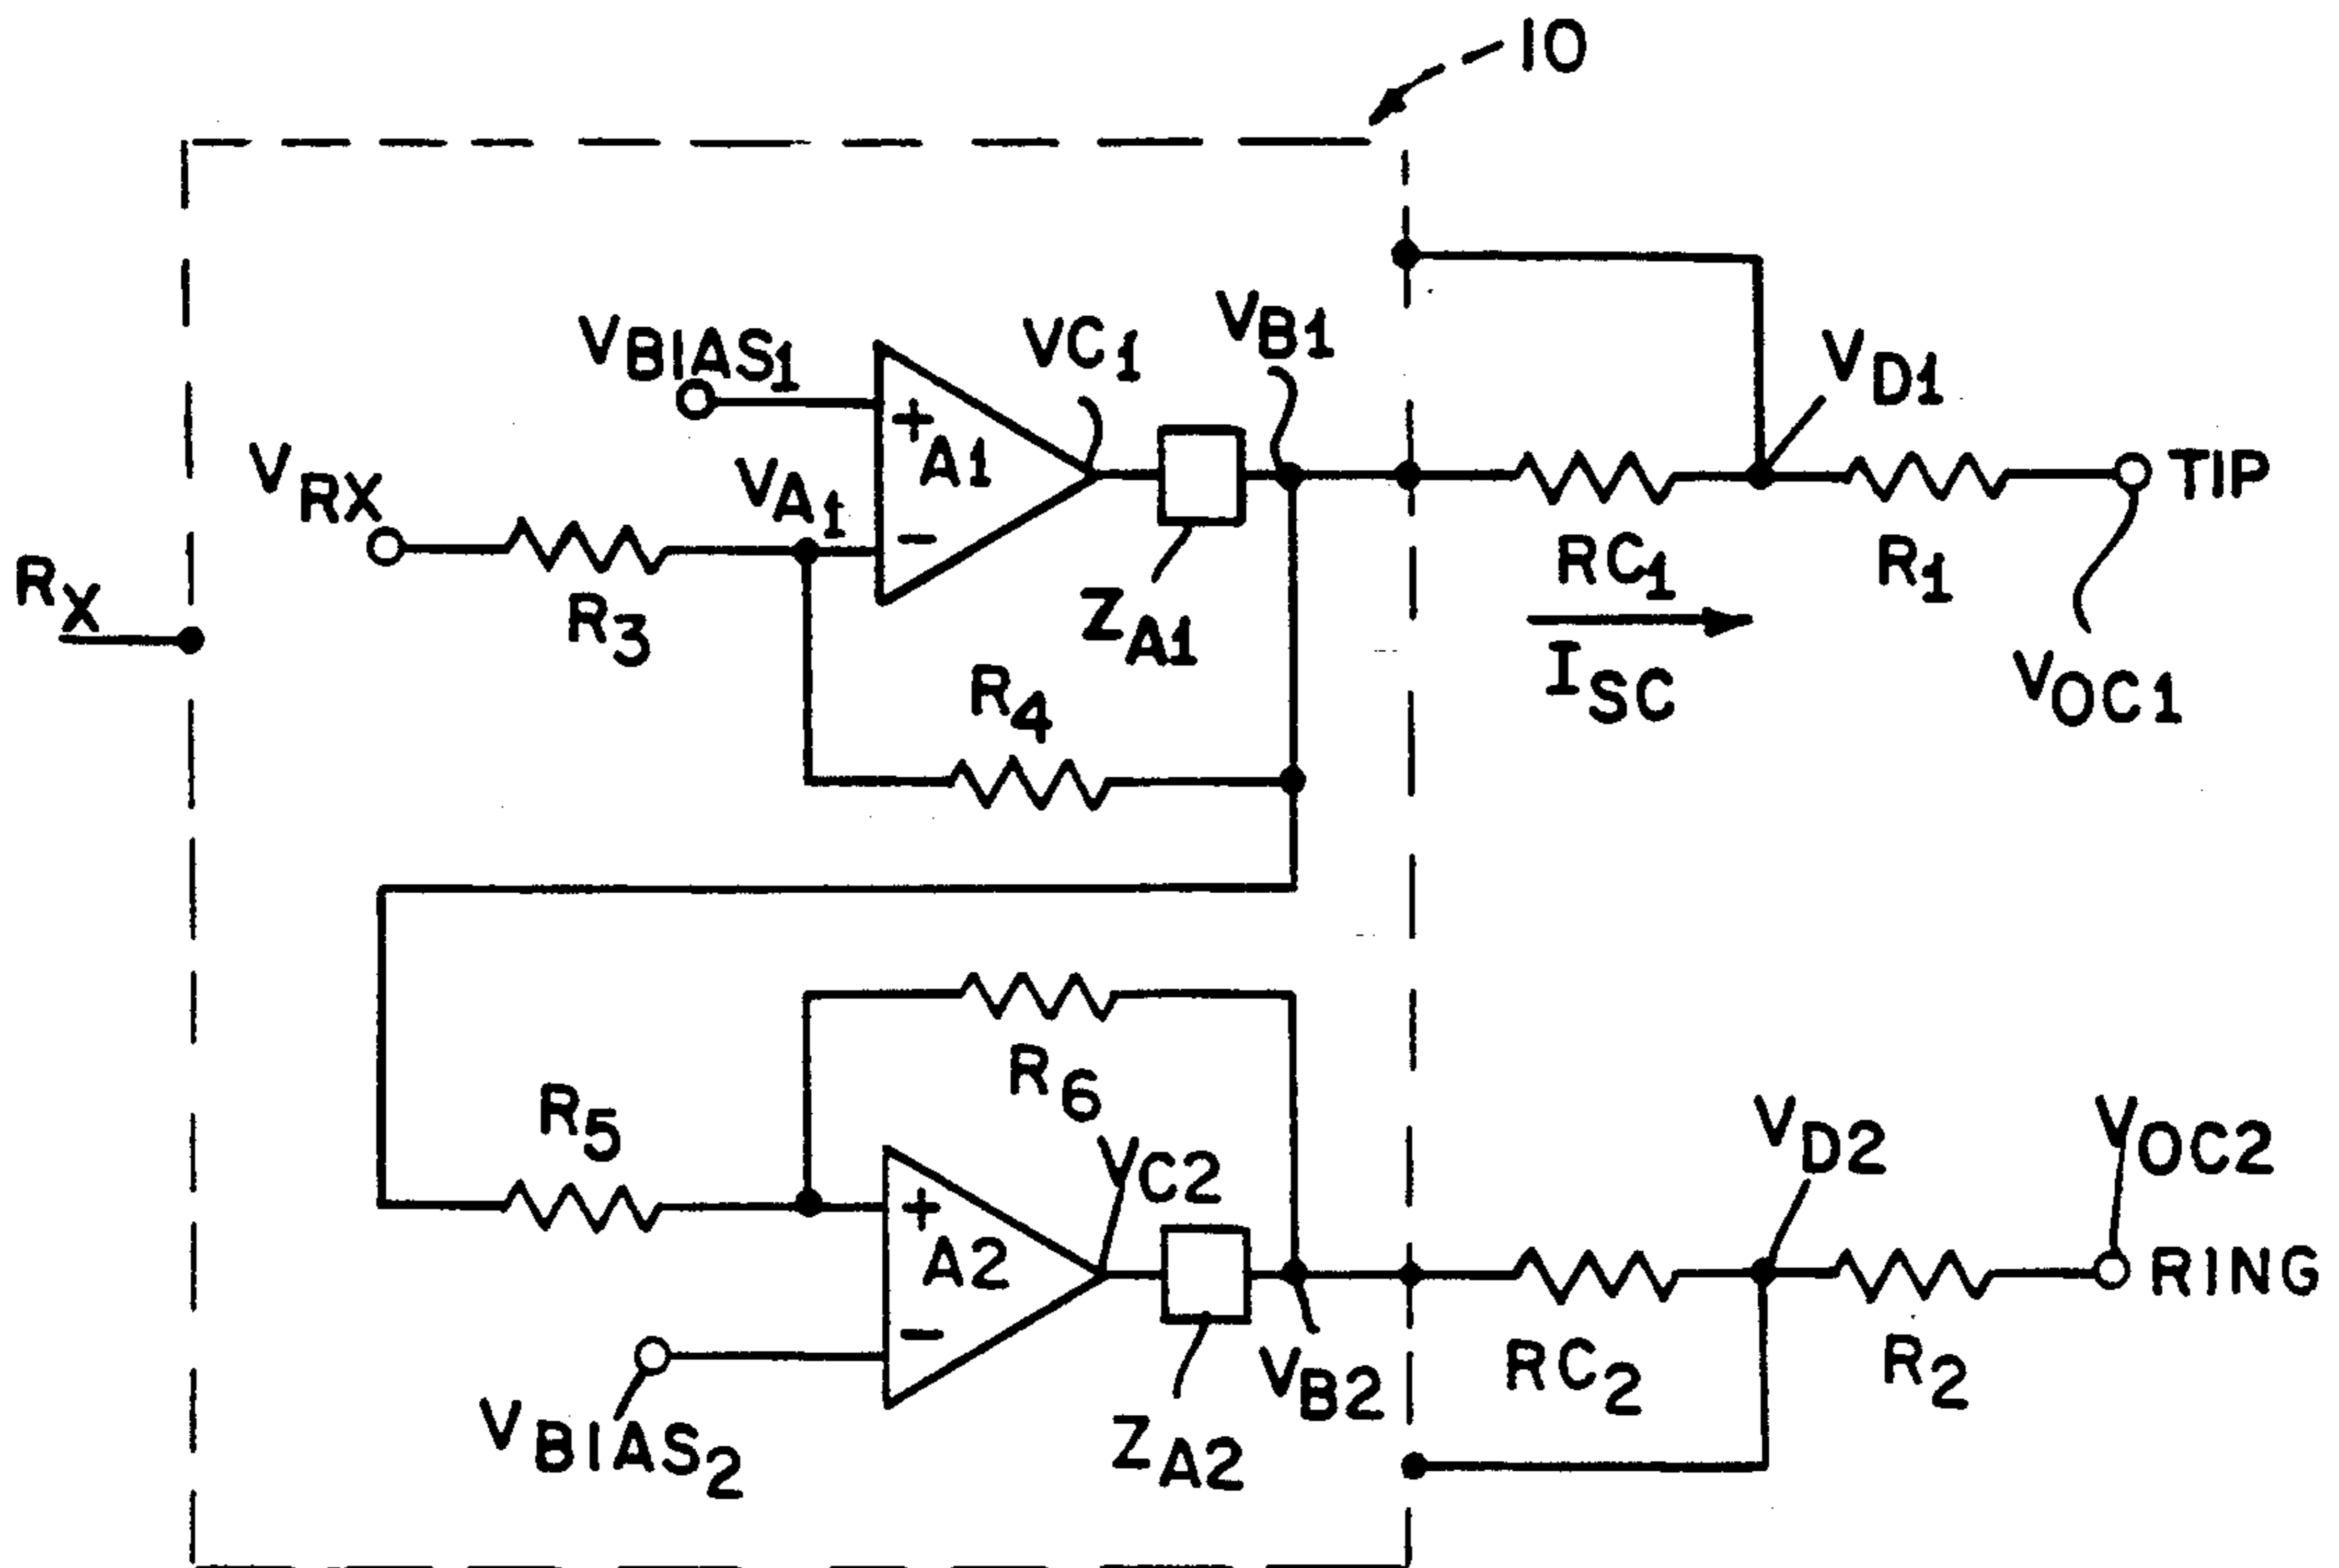 10
VBIAS1
VC1
VB1
VD1
+
A1
-
VRX
VA1
TIP
RX
R3
ZA1
RC1
R1
ISC
VOC1
R4
R6
R5
VC2
VD2
VOC2
+
A2
-
RING
VB2
RC2
R2
VBIAS2
ZA2